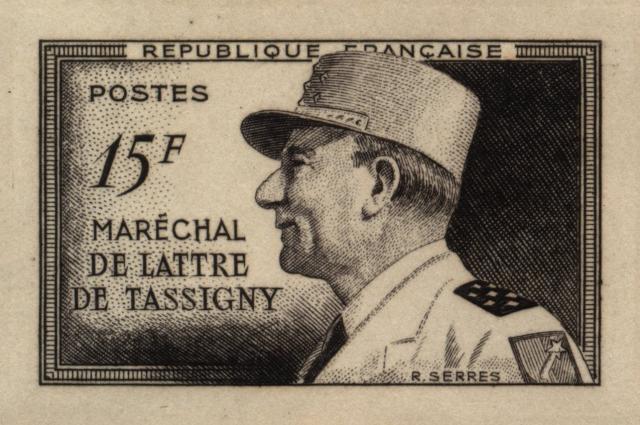 REPUBLIQUE FRANÇAISE
POSTES
15F
MARÉCHAL
DE LATTRE
DE TASSIGNY
R. SERRES